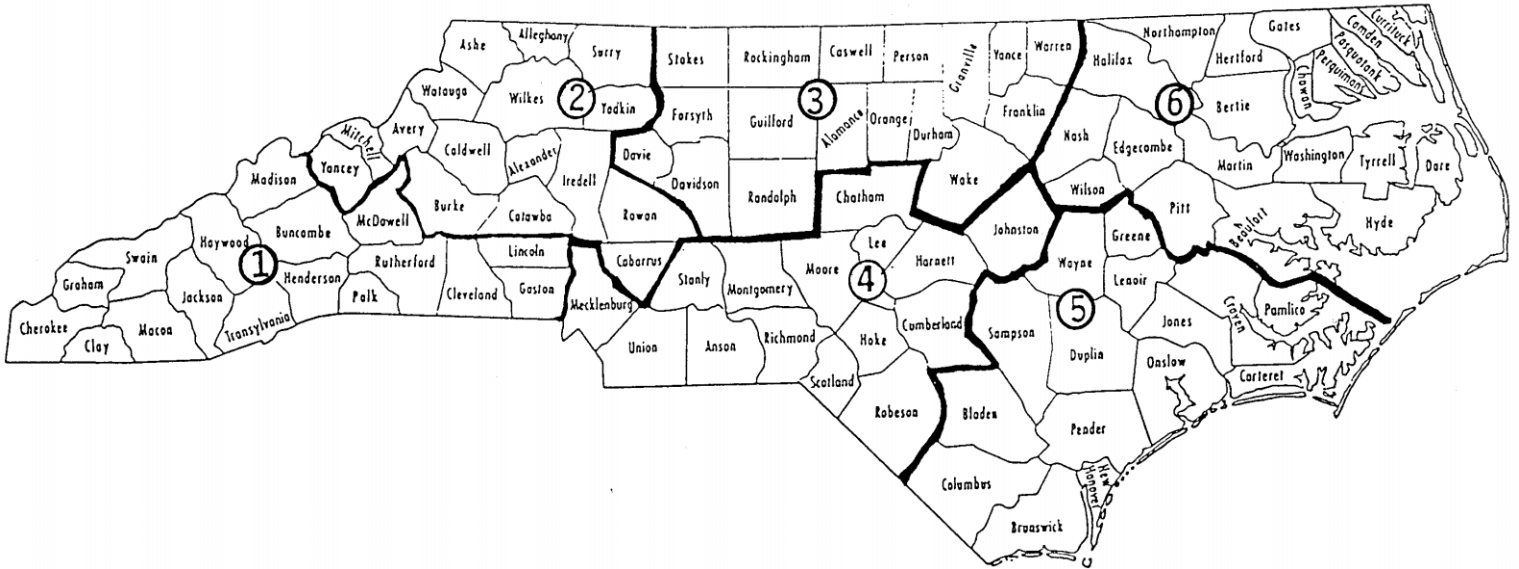 Ashe
Alleghany
Surry
Stokes
Rockingham
Caswell
Person
Granville
Vance
Warren
Halifax
Northampton
Gates
Hertford
Currituck
Camden
Pasquotank
Perquimans
Chowan
Watauga
Wilkes
2
Yadkin
Forsyth
Guilford
3
Alamance
Orange
Durham
Franklin
Nash
6
Bertie
Mitchell
Avery
Caldwell
Alexander
Iredell
Davie
Davidson
Randolph
Chatham
Wake
Wilson
Edgecombe
Martin
Washington
Tyrrell
Dare
Madison
Yancey
McDowell
Burke
Catawba
Rowan
Johnston
Greene
Pitt
Beaufort
Hyde
Swain
Haywood
1
Buncombe
Rutherford
Lincoln
Cabarrus
Stanly
Montgomery
Moore
Lee
4
Harnett
Wayne
Lenoir
Graham
Jackson
Henderson
Polk
Cleveland
Gaston
Mecklenburg
Cumberland
Sampson
5
Craven
Pamlico
Cherokee
Clay
Macon
Transylvania
Union
Anson
Richmond
Scotland
Hoke
Duplin
Jones
Onslow
Carteret
Robeson
Bladen
Pender
Columbus
New
Hanover
Brunswick